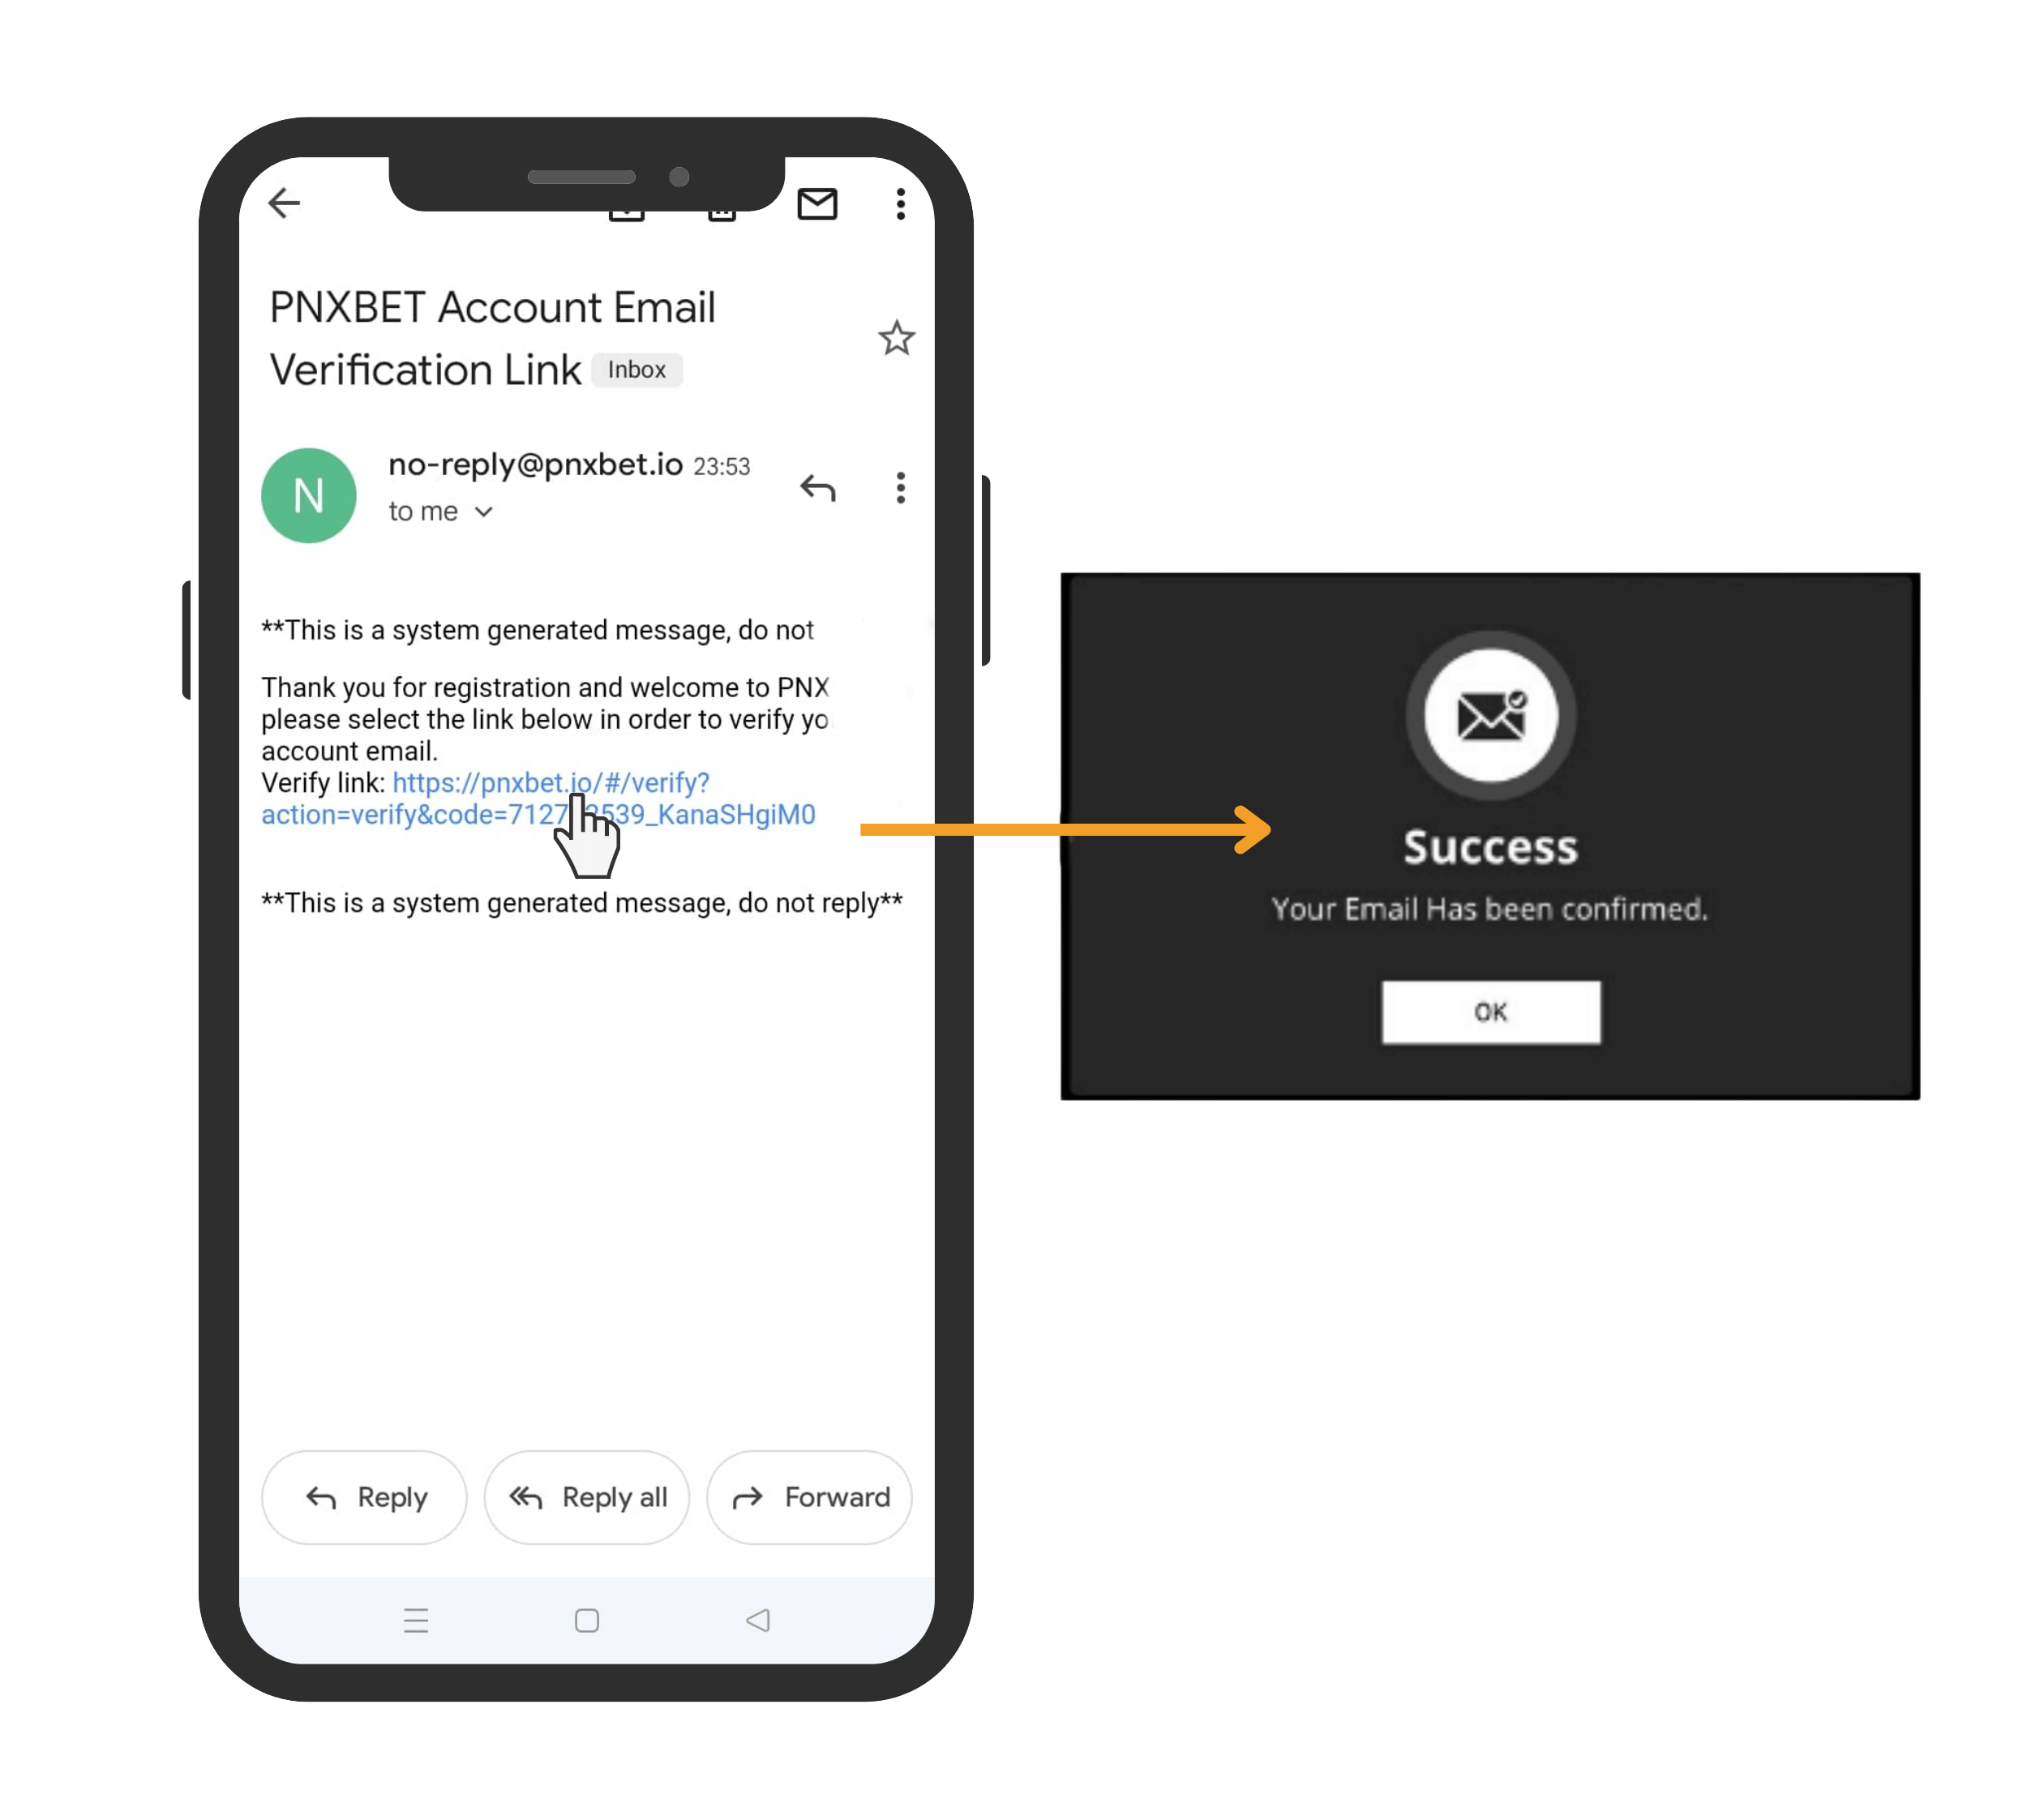 PNXBET Account Email
Verification Link Inbox
N
no-reply@pnxbet.io 23:53
to me
**This is a system generated message, do not
Thank you for registration and welcome to PNX
please select the link below in order to verify yo
account email.
Verify link: https://pnxbet.io/#/verify?
action=verify&code=7127 539_KanaSHgiM0
**This is a system generated message, do not reply**
Reply Reply all Forward
Success
Your Email Has been confirmed.
OK